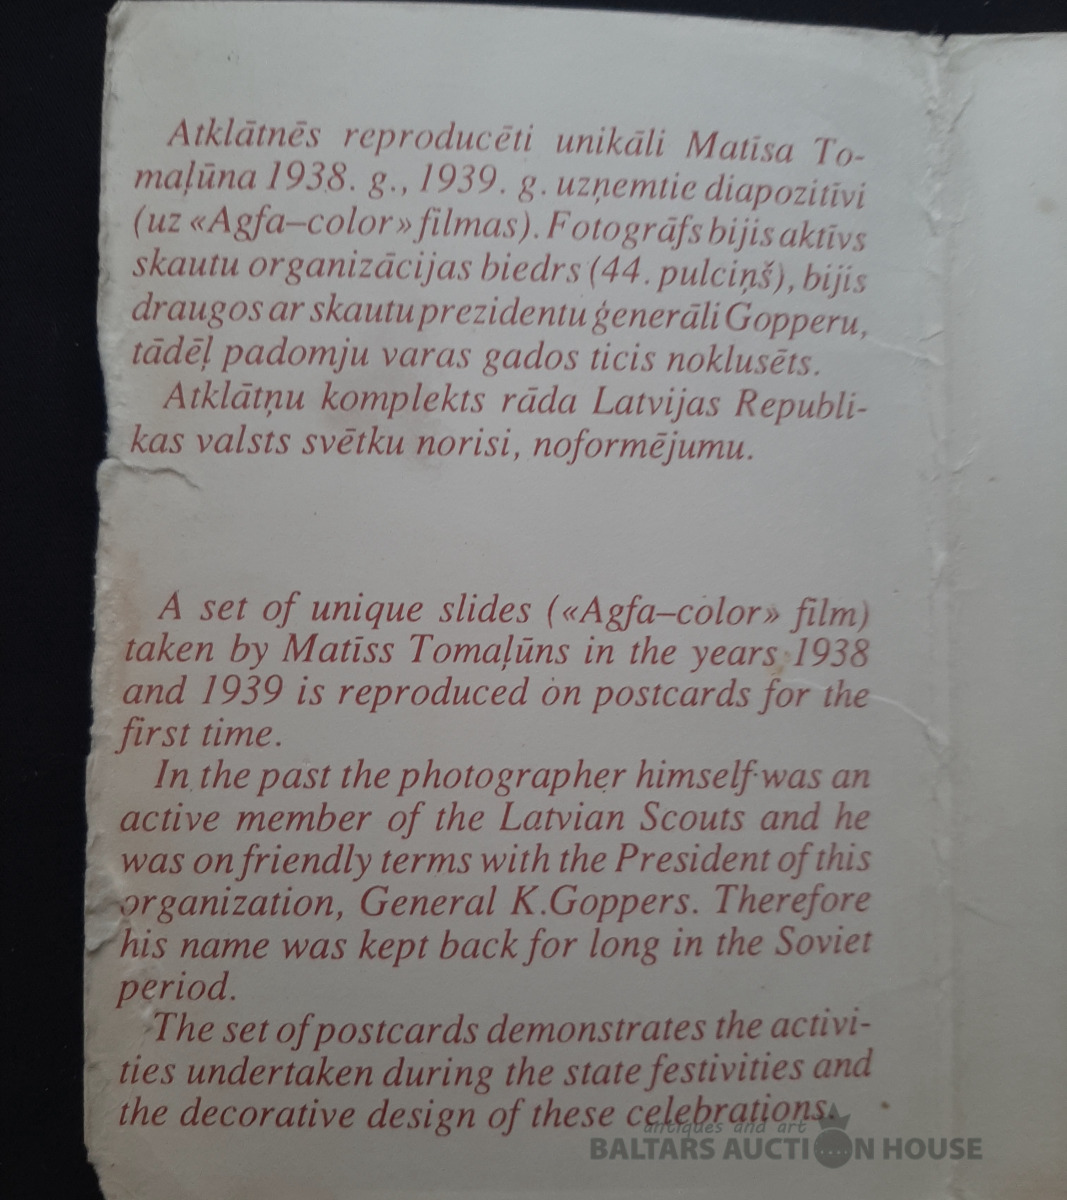 Atklātnēs reproducēti unikāli Matīsa To-
maļūna 1938. g., 1939. g. uzņemtie diapozitīvi
(uz «Agfa–color» filmas). Fotogrāfs bijis aktīvs
skautu organizācijas biedrs (44. pulciņš), bijis
draugos ar skautu prezidentu ģenerāli Gopperu,
tādēļ padomju varas gados ticis noklusēts.
Atklātņu komplekts rāda Latvijas Republi-
kas valsts svētku norisi, noformējumu.
A set of unique slides («Agfa–color» film)
taken by Matīss Tomaļūns in the years 1938
and 1939 is reproduced on postcards for the
first time.
In the past the photographer himself was an
active member of the Latvian Scouts and he
was on friendly terms with the President of this
organization, General K.Goppers. Therefore
his name was kept back for long in the Soviet
period.
The set of postcards demonstrates the activi-
ties undertaken during the state festivities and
the decorative design of these celebrations.
antiques and art
BALTARS AUCTION HOUSE